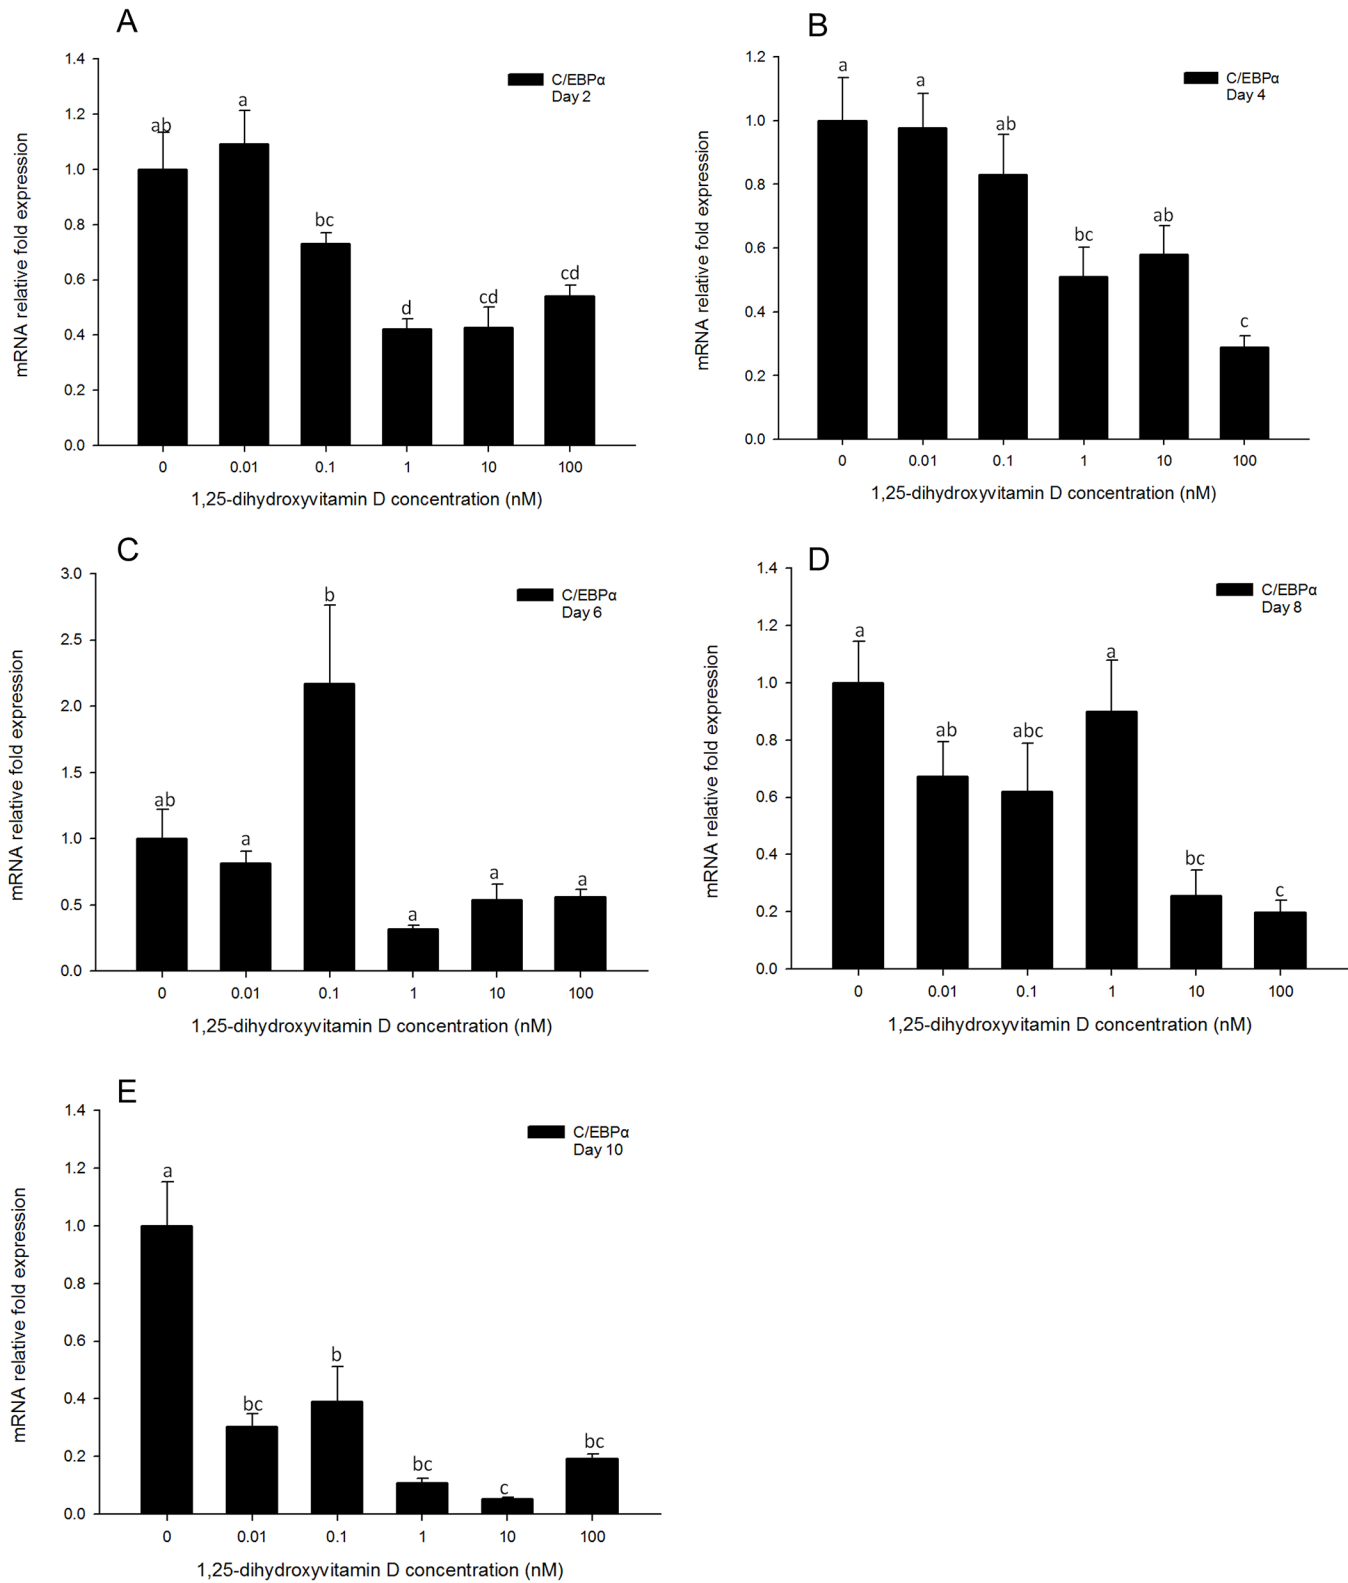 A
C/EBPα
Day 2
mRNA relative fold expression
1.4
1.2
1.0
0.8
0.6
0.4
0.2
0.0
ab
a
bc
d
cd
cd
0 0.01 0.1 1 10 100
1,25-dihydroxyvitamin D concentration (nM)
B
C/EBPα
Day 4
mRNA relative fold expression
1.2
1.0
0.8
0.6
0.4
0.2
0.0
a
a
ab
bc
ab
c
0 0.01 0.1 1 10 100
1,25-dihydroxyvitamin D concentration (nM)
C
C/EBPα
Day 6
mRNA relative fold expression
3.0
2.5
2.0
1.5
1.0
0.5
0.0
ab
a
b
a
a
a
0 0.01 0.1 1 10 100
1,25-dihydroxyvitamin D concentration (nM)
D
C/EBPα
Day 8
mRNA relative fold expression
1.4
1.2
1.0
0.8
0.6
0.4
0.2
0.0
a
ab
abc
a
bc
c
0 0.01 0.1 1 10 100
1,25-dihydroxyvitamin D concentration (nM)
E
C/EBPα
Day 10
mRNA relative fold expression
1.4
1.2
1.0
0.8
0.6
0.4
0.2
0.0
a
bc
b
bc
c
bc
0 0.01 0.1 1 10 100
1,25-dihydroxyvitamin D concentration (nM)